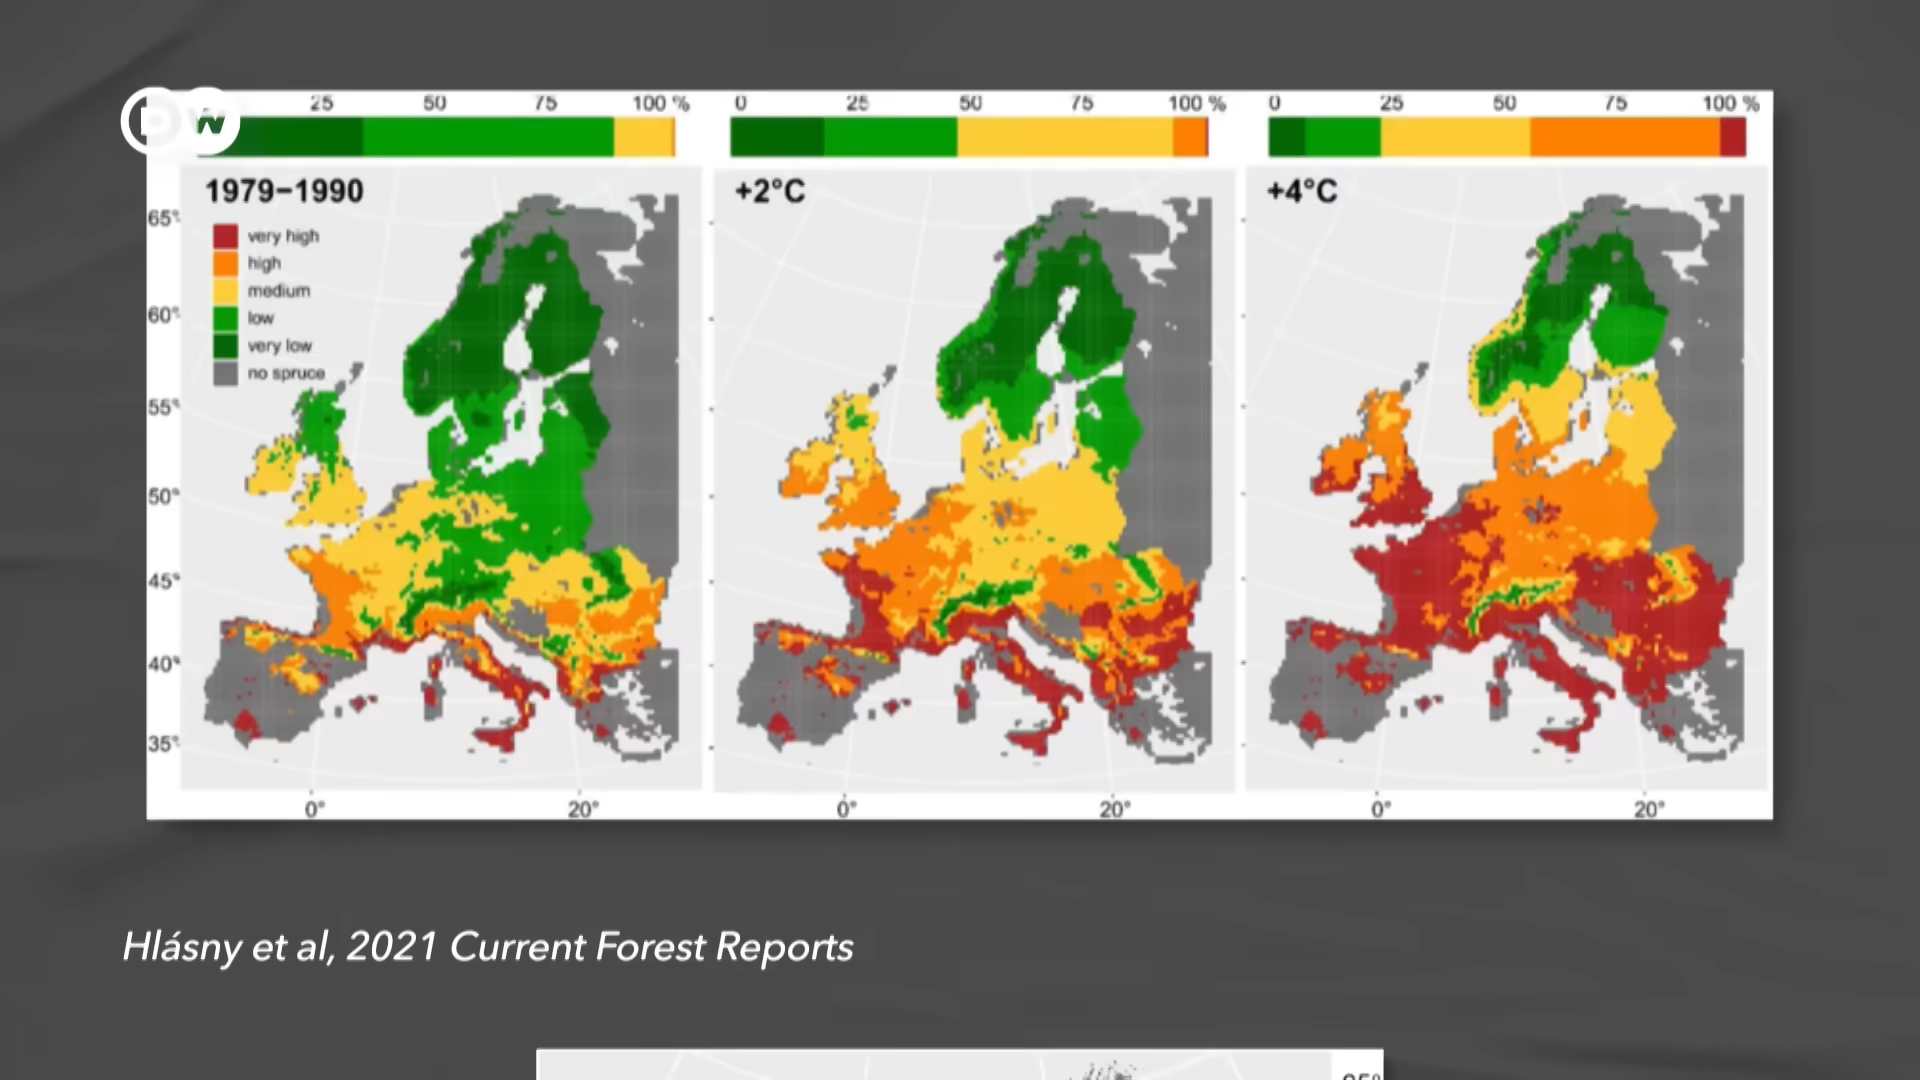 DW
25 50 75 100 %
0 25 50 75 100 %
0 25 50 75 100 %
1979−1990
+2°C
+4°C
very high
high
medium
low
very low
no spruce
65°
60°
55°
50°
45°
40°
35°
0° 20°
0° 20°
0° 20°
Hlásny et al, 2021 Current Forest Reports